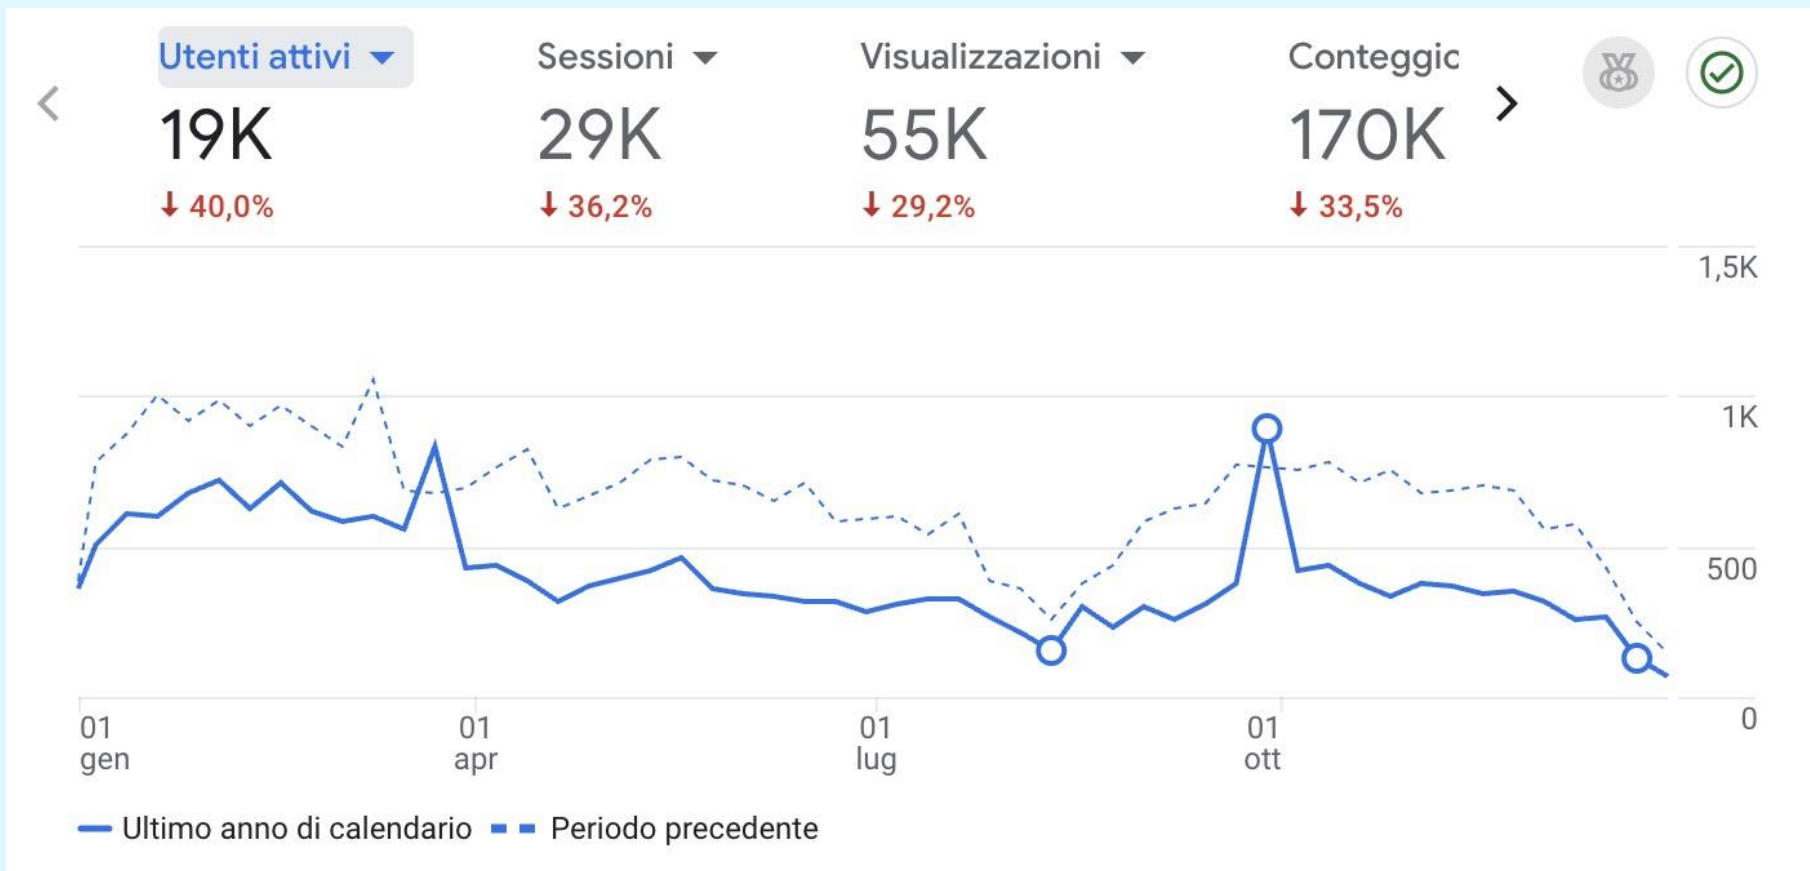 Utenti attivi Sessioni Visualizzazioni Conteggic
19K 29K 55K 170K
↓ 40,0% ↓ 36,2% ↓ 29,2% ↓ 33,5%
1,5K
1K
500
0
01 01 01 01
gen apr lug ott
Ultimo anno di calendario Periodo precedente